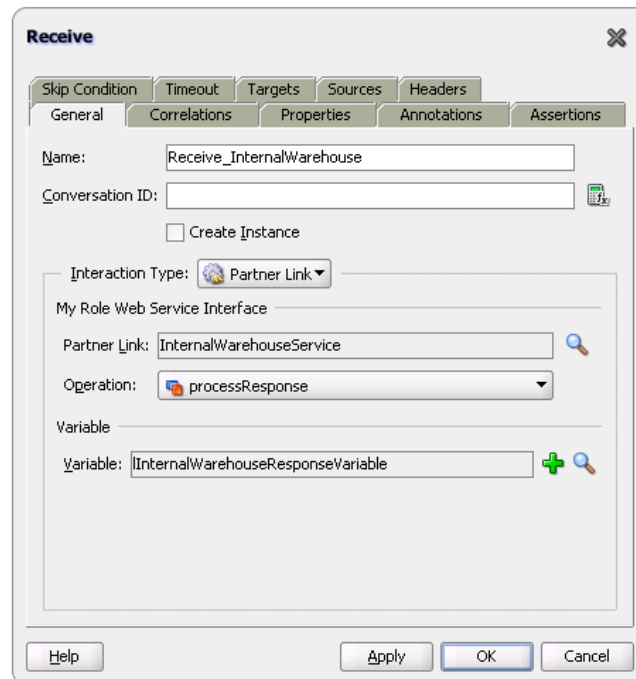 Receive
Skip Condition Timeout Targets Sources Headers
General Correlations Properties Annotations Assertions
Name: Receive_InternalWarehouse
Conversation ID:
Create Instance
Interaction Type: Partner Link
My Role Web Service Interface
Partner Link: InternalWarehouseService
Operation: processResponse
Variable
Variable: lInternalWarehouseResponseVariable
Help Apply OK Cancel